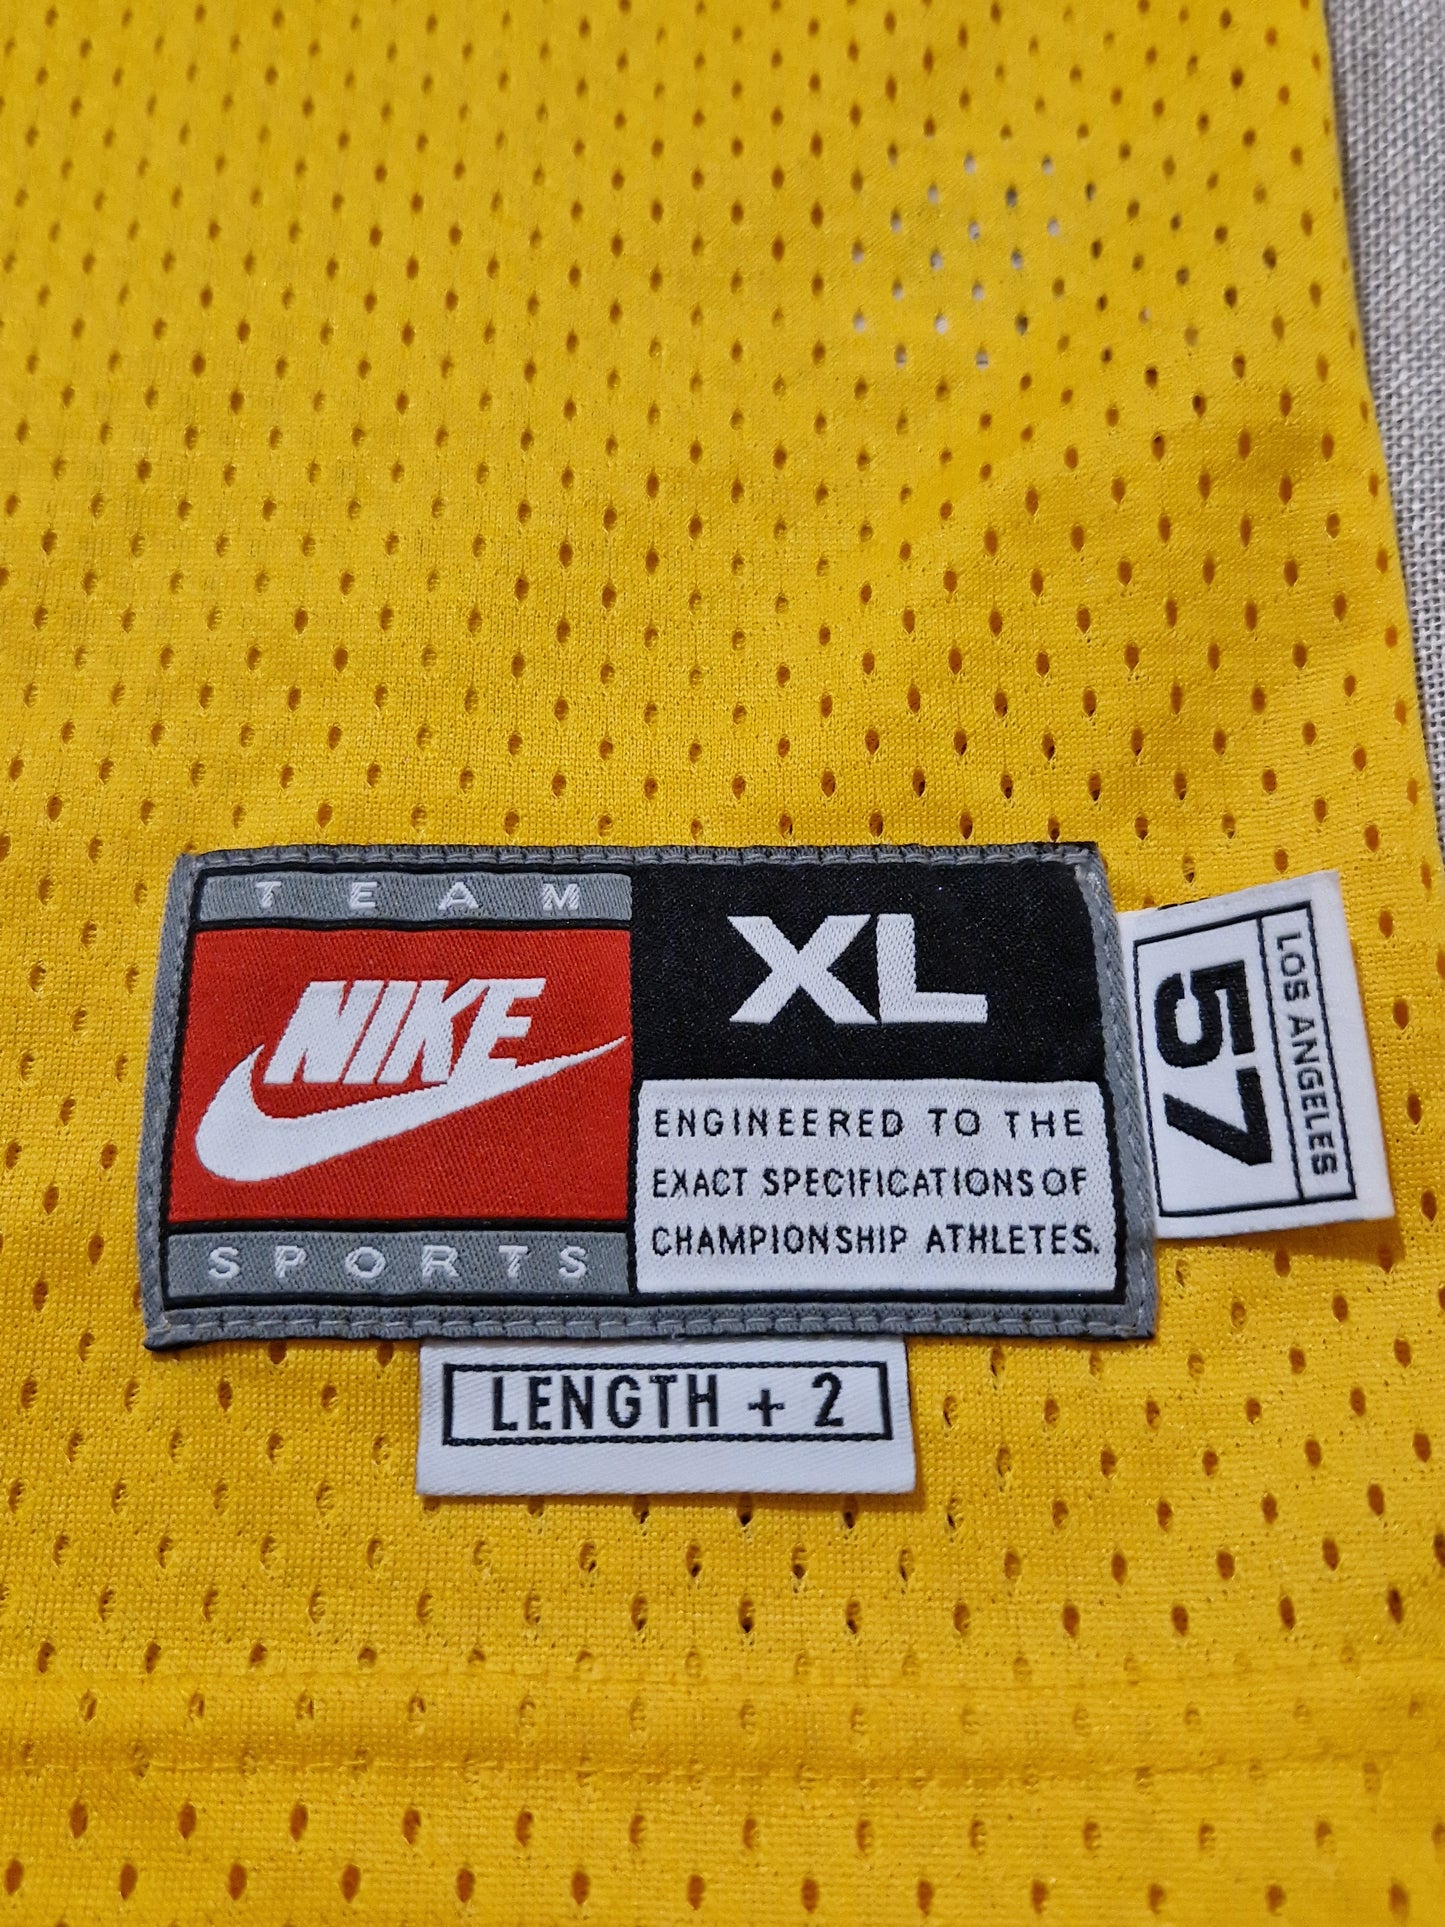 TEAM
NIKE
SPORTS
XL
ENGINEERED TO THE
EXACT SPECIFICATIONS OF
CHAMPIONSHIP ATHLETES.
LOS ANGELES
57
LENGTH + 2